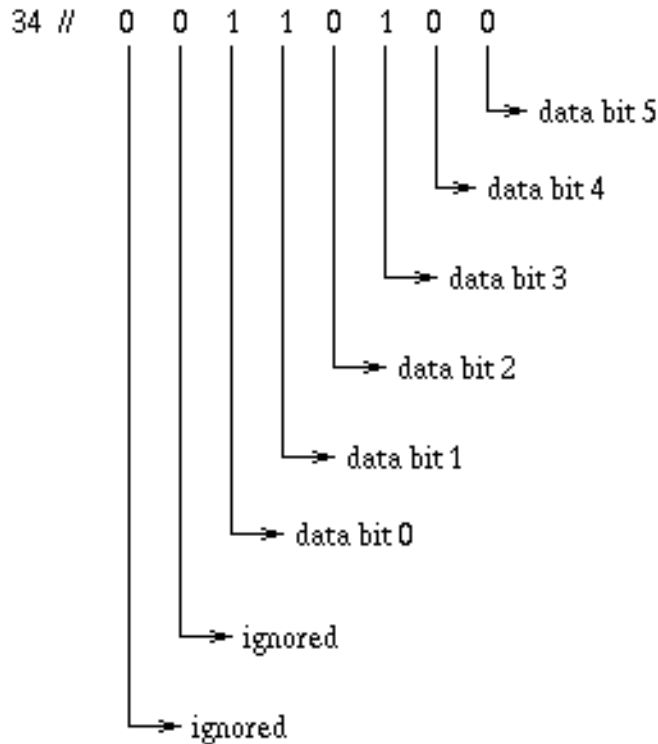 34 // 0 0 1 1 0 1 0 0
data bit 5
data bit 4
data bit 3
data bit 2
data bit 1
data bit 0
ignored
ignored